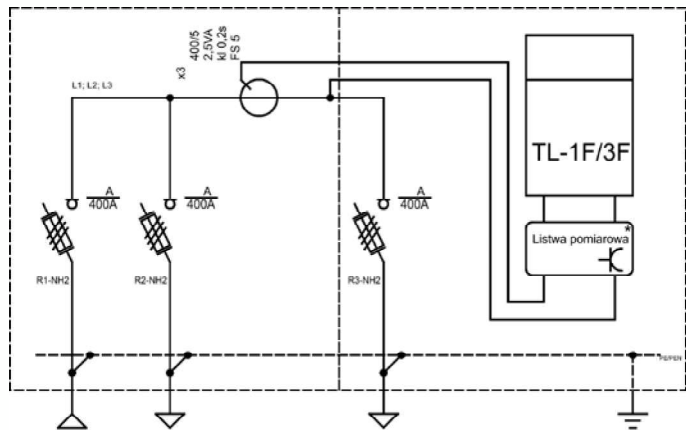 x3
400/5
2,5VA
kl 0,2s
FS 5
L1; L2; L3
TL-1F/3F
A
400A
A
400A
A
400A
Listwa pomiarowa *
R1-NH2
R2-NH2
R3-NH2
PE/PEN